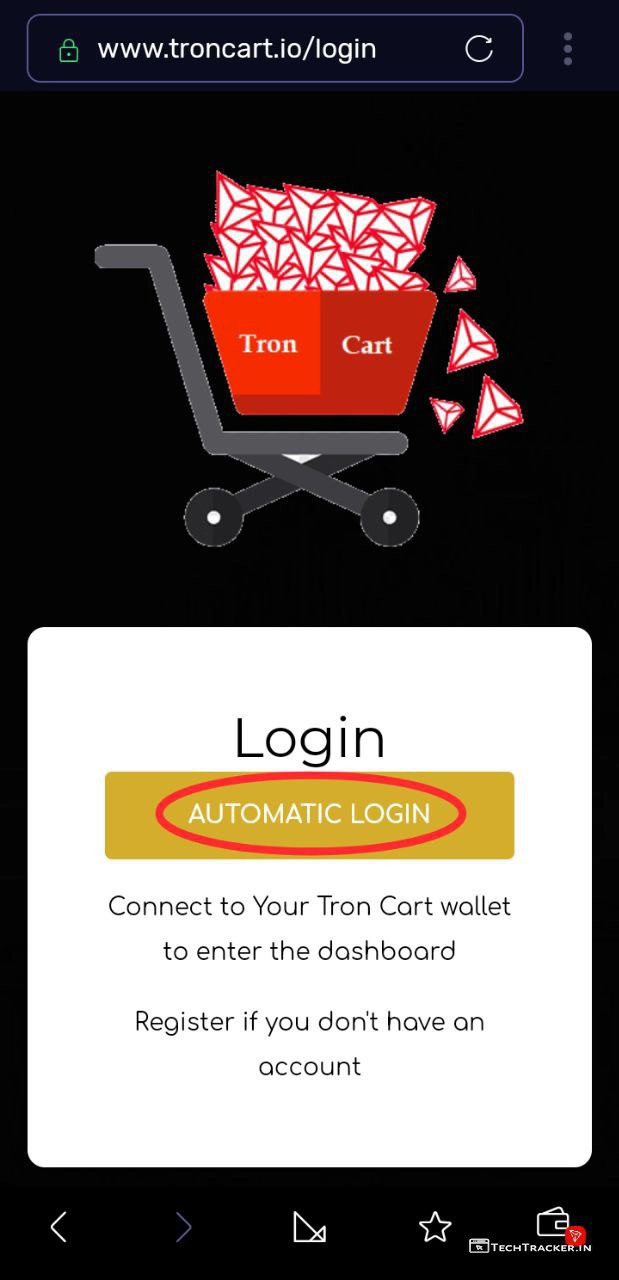 www.troncart.io/login
Tron Cart
Login
AUTOMATIC LOGIN
Connect to Your Tron Cart wallet
to enter the dashboard
Register if you don't have an
account
TECHTRACKER.IN